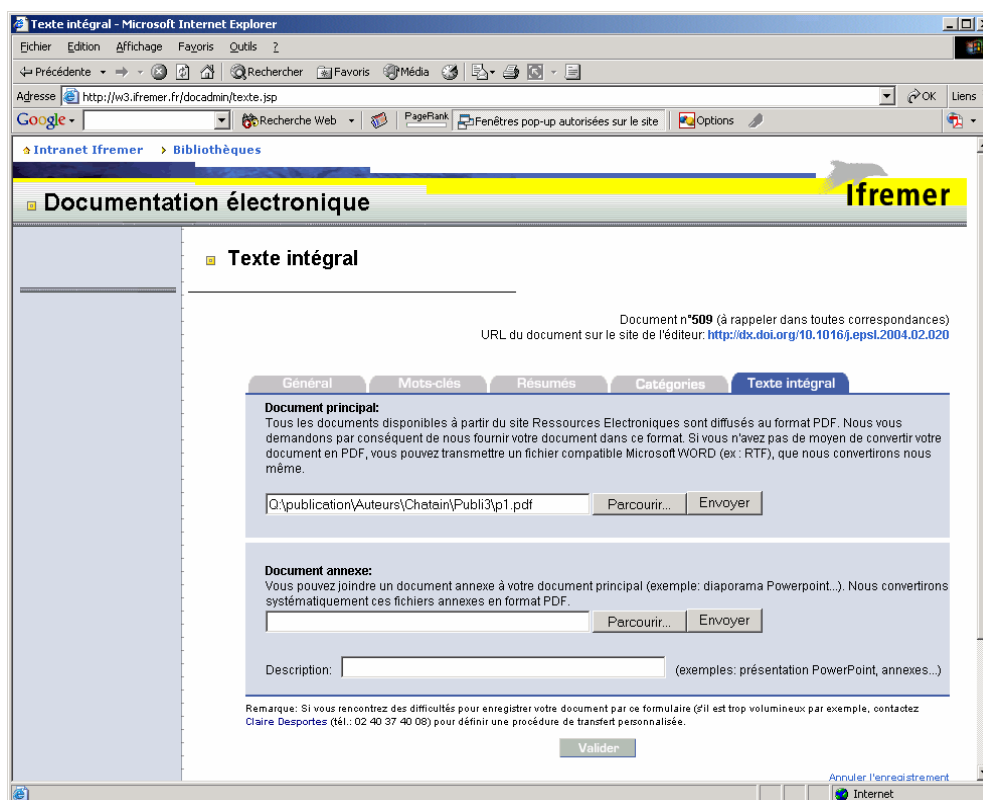 Texte intégral - Microsoft Internet Explorer
Fichier Edition Affichage Favoris Outils ?
Précédente Rechercher Favoris Média
Adresse http://w3.ifremer.fr/docadmin/texte.jsp OK Liens
Google Recherche Web PageRank Fenêtres pop-up autorisées sur le site Options
Intranet Ifremer Bibliothèques
Ifremer
Documentation électronique
Texte intégral
Document n°509 (à rappeler dans toutes correspondances)
URL du document sur le site de l'éditeur: http://dx.doi.org/10.1016/j.epsl.2004.02.020
Général Mots-clés Résumés Catégories Texte intégral
Document principal:
Tous les documents disponibles à partir du site Ressources Electroniques sont diffusés au format PDF. Nous vous
demandons par conséquent de nous fournir votre document dans ce format. Si vous n'avez pas de moyen de convertir votre
document en PDF, vous pouvez transmettre un fichier compatible Microsoft WORD (ex : RTF), que nous convertirons nous
même.
Q:\publication\Auteurs\Chatain\Publi3\p1.pdf Parcourir... Envoyer
Document annexe:
Vous pouvez joindre un document annexe à votre document principal (exemple: diaporama Powerpoint...). Nous convertirons
systématiquement ces fichiers annexes en format PDF.
Parcourir... Envoyer
Description: (exemples: présentation PowerPoint, annexes...)
Remarque: Si vous rencontrez des difficultés pour enregistrer votre document par ce formulaire (s'il est trop volumineux par exemple, contactez
Claire Desportes (tél.: 02 40 37 40 08) pour définir une procédure de transfert personnalisée.
Valider
Annuler l'enregistrement
Internet